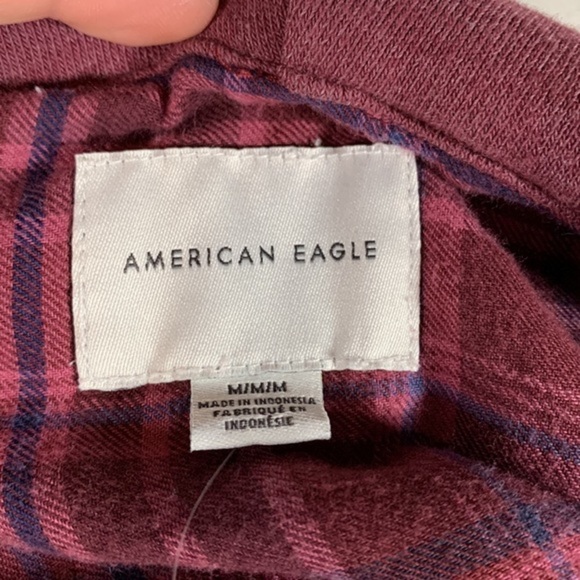 AMERICAN EAGLE
M/M/M
MADE IN INDONESIA
FABRIQUÉ EN
INDONÉSIE